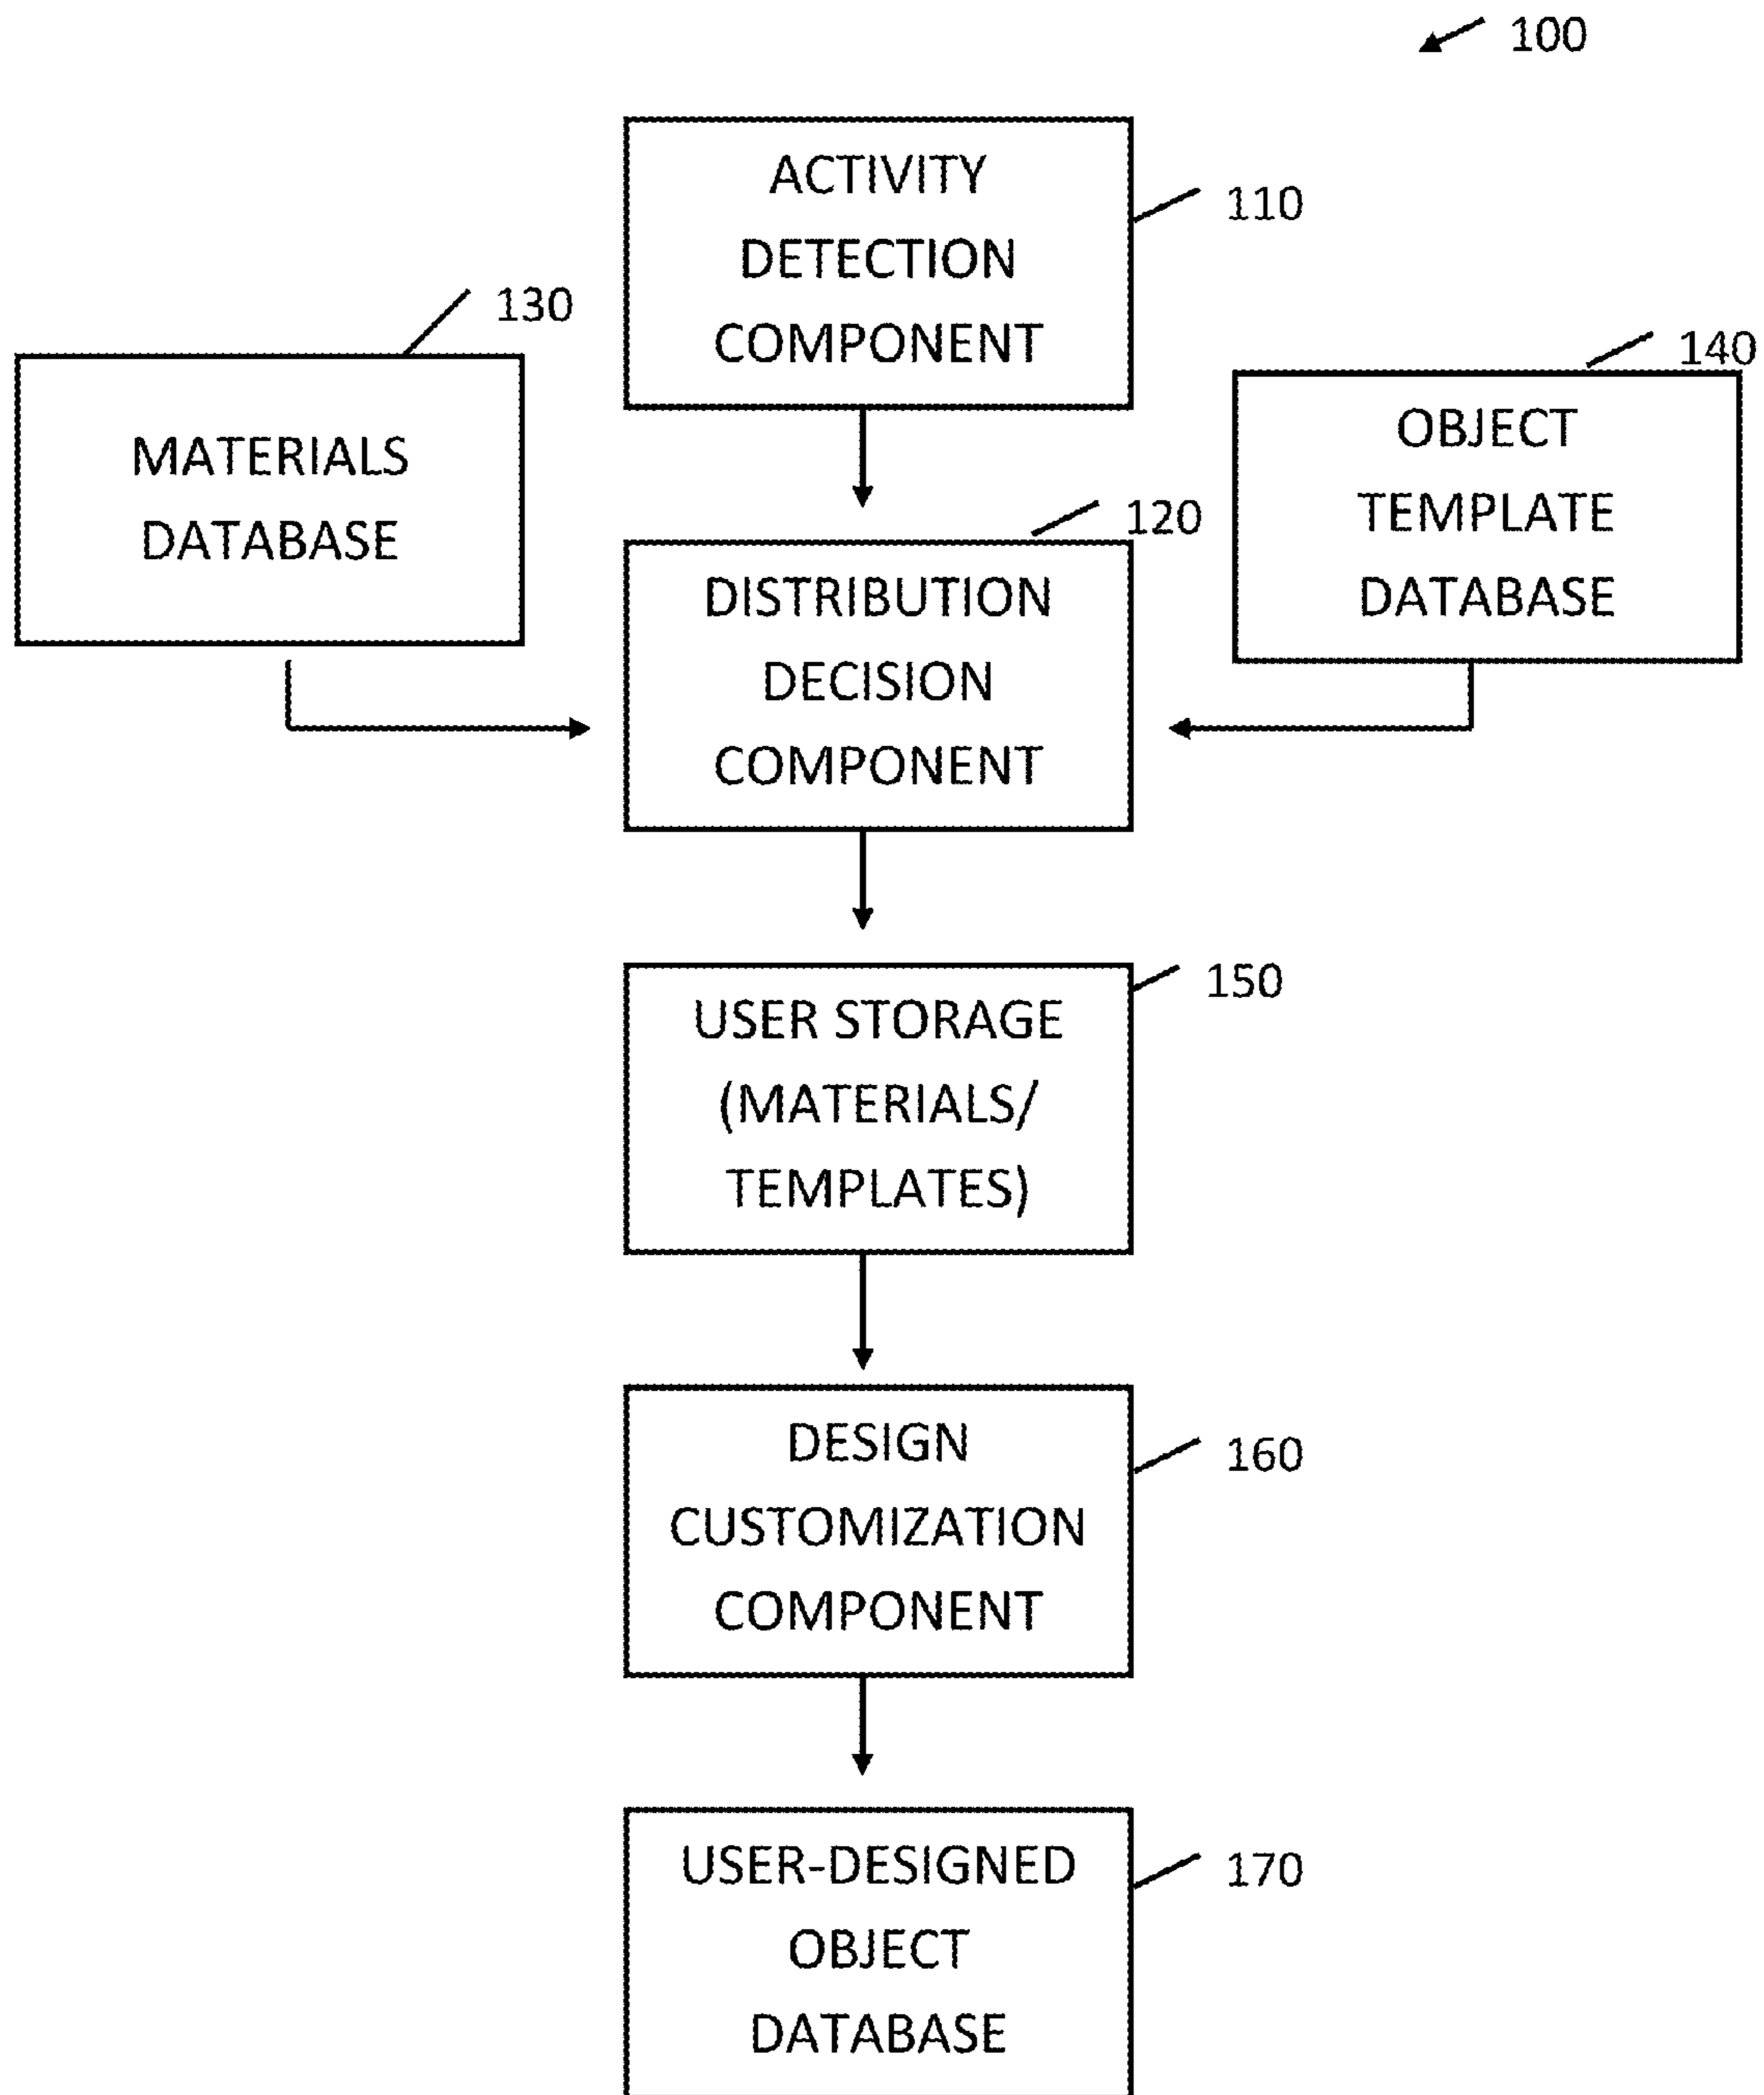 100
ACTIVITY
DETECTION
COMPONENT
110
130
MATERIALS
DATABASE
140
OBJECT
TEMPLATE
DATABASE
120
DISTRIBUTION
DECISION
COMPONENT
150
USER STORAGE
(MATERIALS/
TEMPLATES)
160
DESIGN
CUSTOMIZATION
COMPONENT
170
USER-DESIGNED
OBJECT
DATABASE